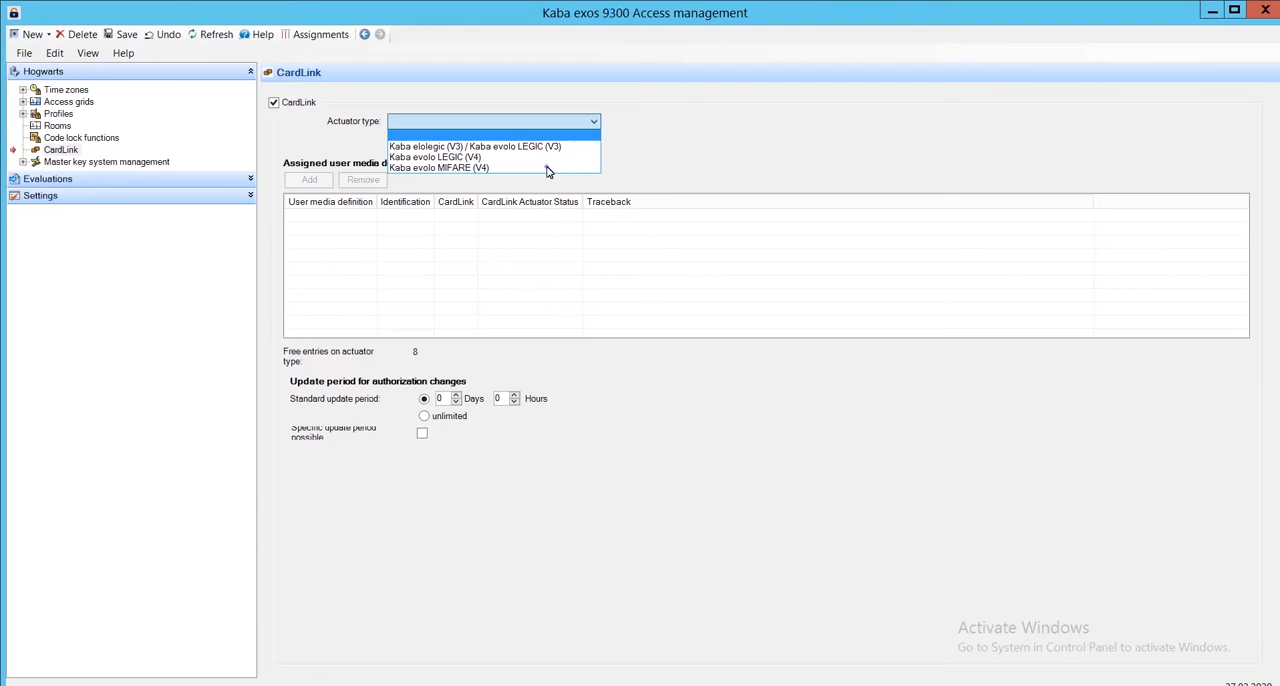 Kaba exos 9300 Access management
New Delete Save Undo Refresh Help Assignments
File Edit View Help
Hogwarts
Time zones
Access grids
Profiles
Rooms
Code lock functions
CardLink
Master key system management
Evaluations
Settings
CardLink
CardLink
Actuator type:
Kaba elolegic (V3) / Kaba evolo LEGIC (V3)
Kaba evolo LEGIC (V4)
Kaba evolo MIFARE (V4)
Assigned user media d
Add Remove
User media definition Identification CardLink CardLink Actuator Status Traceback
Free entries on actuator 8
type:
Update period for authorization changes
Standard update period: 0 Days 0 Hours
unlimited
Specific update period
possible
Activate Windows
Go to System in Control Panel to activate Windows.